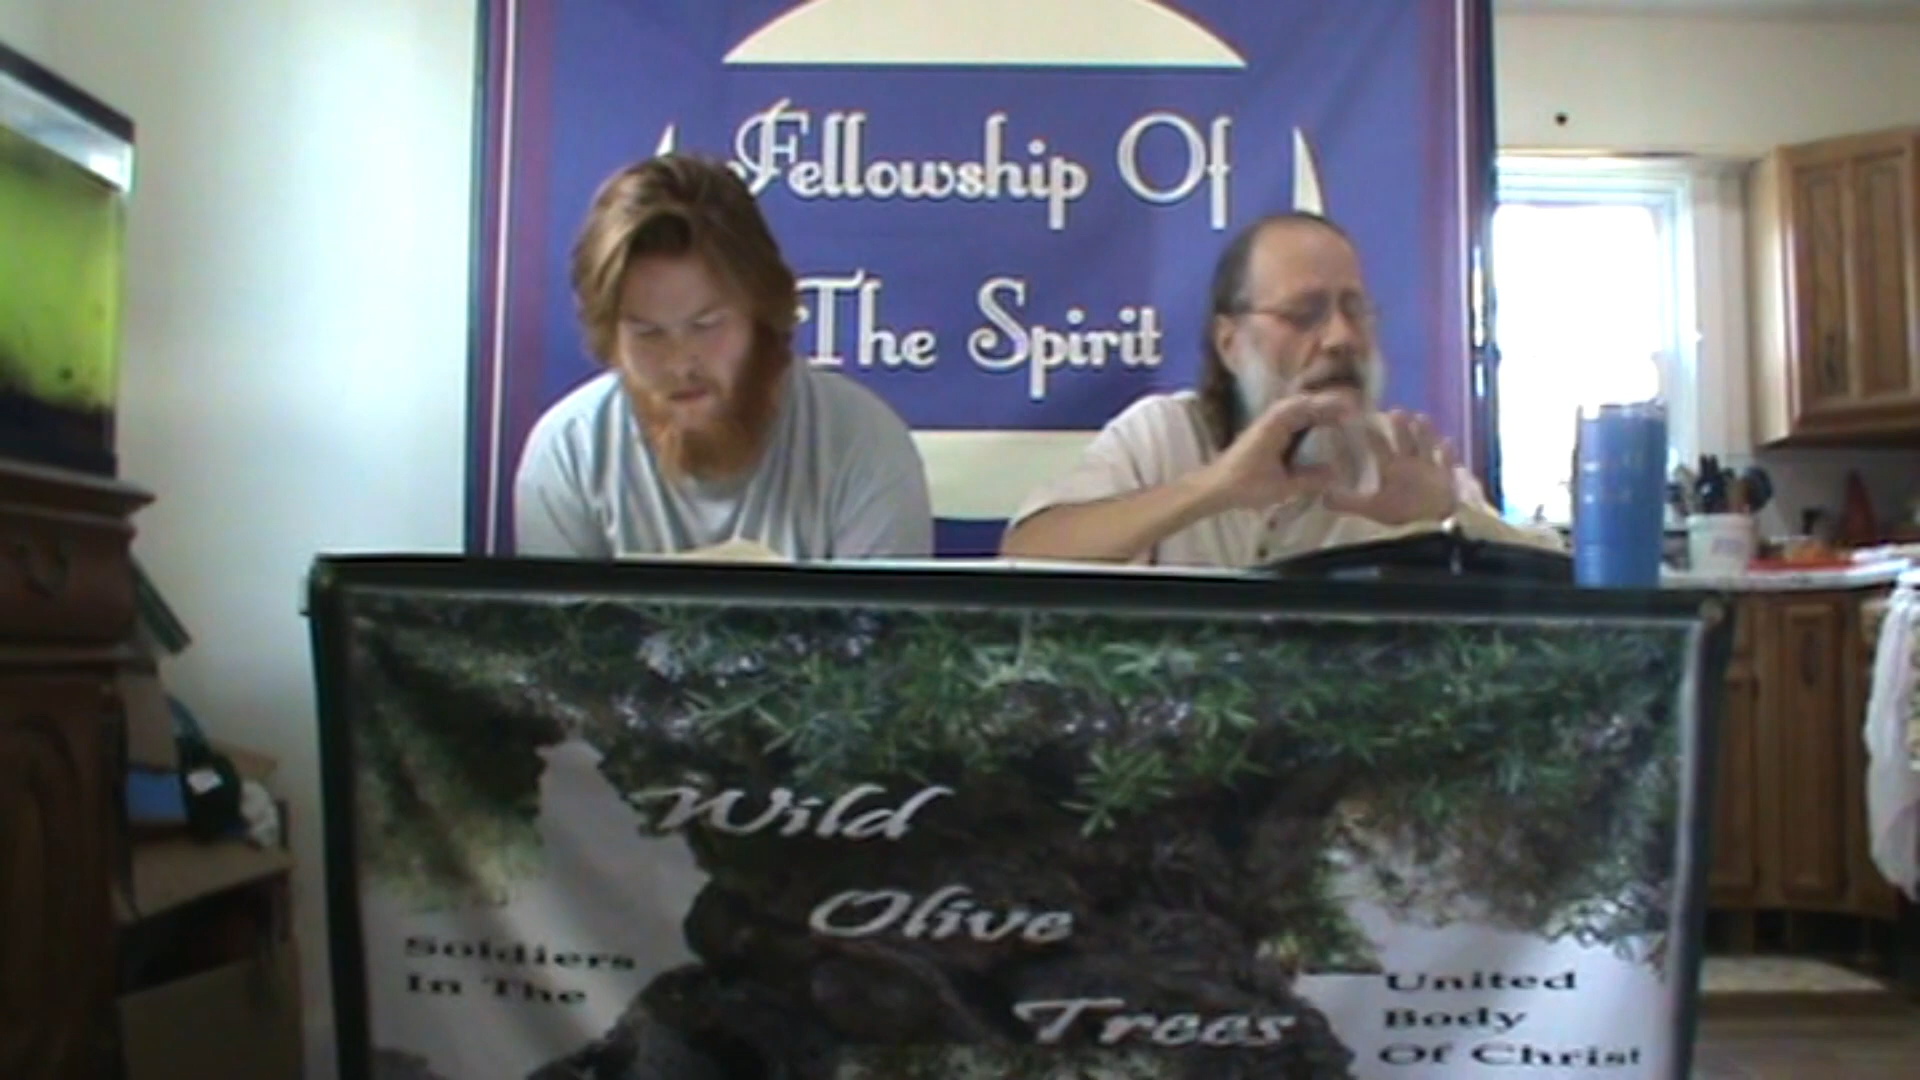 Fellowship Of
The Spirit
Wild
Olive
Trees
Soldiers
In The
United
Body
Of Christ